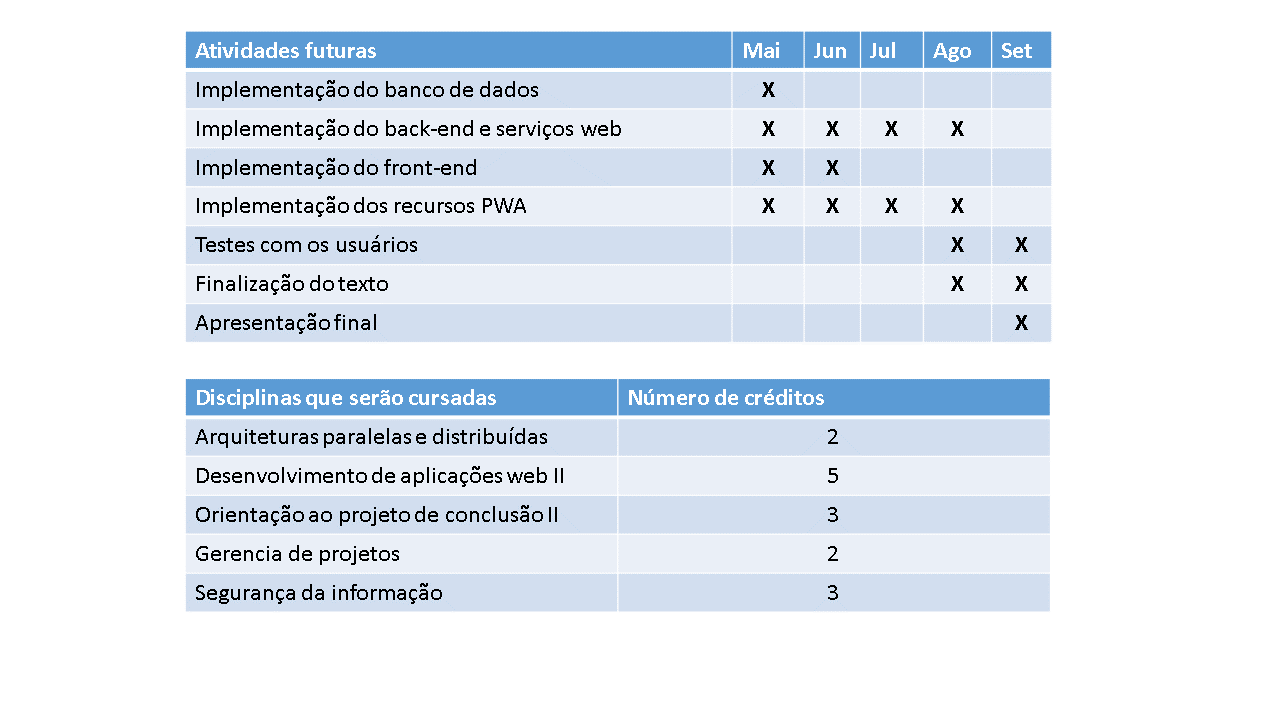 Atividades futuras Mai Jun Jul Ago Set
Implementação do banco de dados X
Implementação do back-end e serviços web X X X X
Implementação do front-end X X
Implementação dos recursos PWA X X X X
Testes com os usuários X X
Finalização do texto X X
Apresentação final X
Disciplinas que serão cursadas Número de créditos
Arquiteturas paralelas e distribuídas 2
Desenvolvimento de aplicações web II 5
Orientação ao projeto de conclusão II 3
Gerencia de projetos 2
Segurança da informação 3